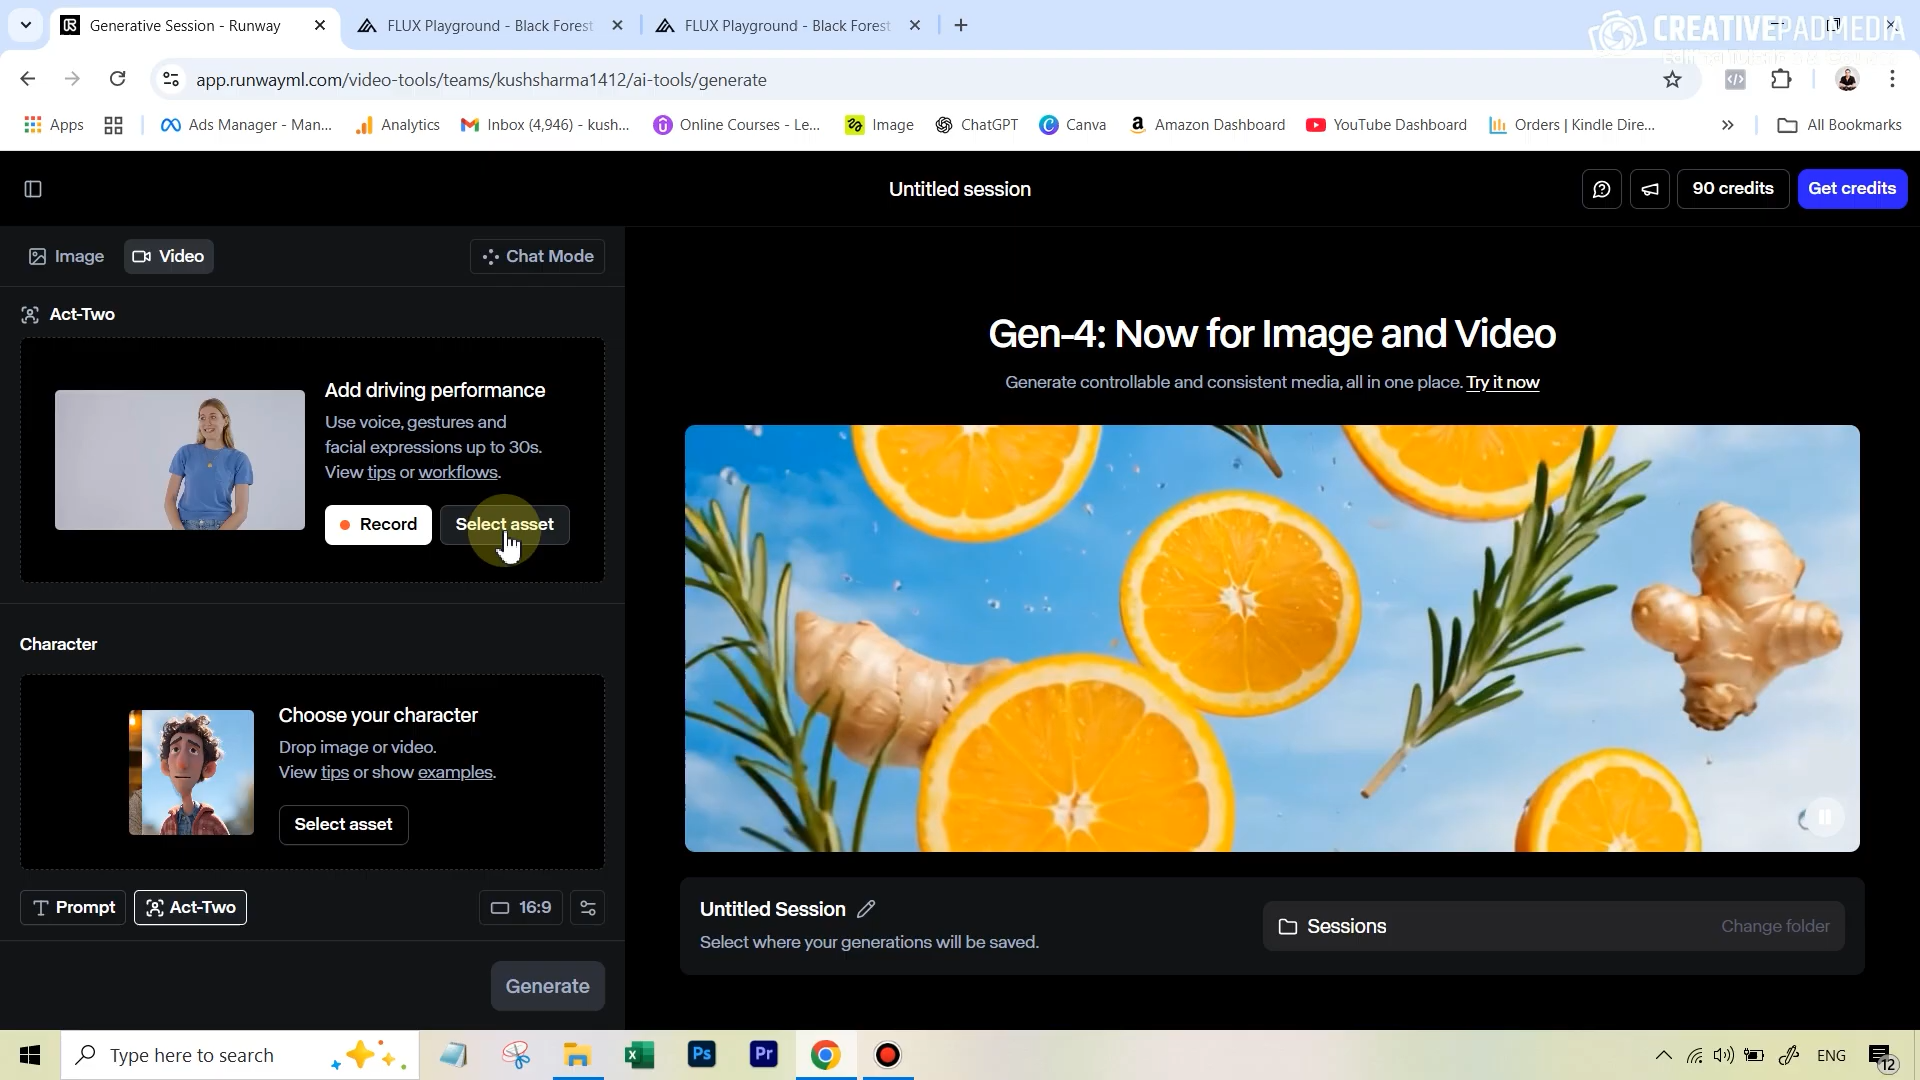 Generative Session - Runway
FLUX Playground - Black Forest
FLUX Playground - Black Forest
CREATIVEPADMEDIA
app.runwayml.com/video-tools/teams/kushsharma1412/ai-tools/generate
Apps
Ads Manager - Man...
Analytics
Inbox (4,946) - kush...
Online Courses - Le...
Image
ChatGPT
Canva
Amazon Dashboard
YouTube Dashboard
Orders | Kindle Dire...
All Bookmarks
Untitled session
90 credits
Get credits
Image
Video
Chat Mode
Act-Two
Add driving performance
Use voice, gestures and
facial expressions up to 30s.
View tips or workflows.
Record
Select asset
Character
Choose your character
Drop image or video.
View tips or show examples.
Select asset
Prompt
Act-Two
16:9
Generate
Gen-4: Now for Image and Video
Generate controllable and consistent media, all in one place. Try it now
Untitled Session
Select where your generations will be saved.
Sessions
Change folder
Type here to search
Ps
Pr
ENG
12